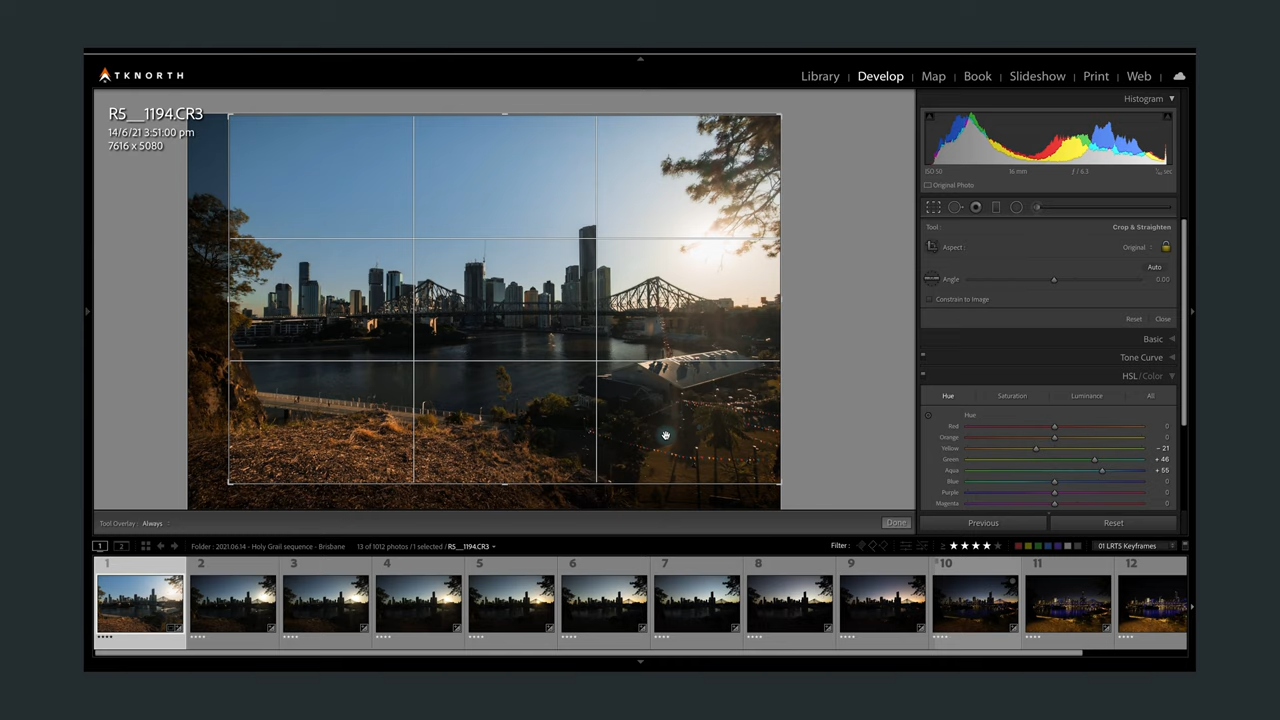 TKNORTH
Library | Develop | Map | Book | Slideshow | Print | Web
R5__1194.CR3
14/6/21 3:51:00 pm
7616 x 5080
Histogram
ISO 50 16 mm ƒ / 6.3
Original Photo
Tool : Crop & Straighten
Aspect : Original
Auto
Angle 0.00
Constrain to Image
Reset Close
Basic
Tone Curve
HSL / Color
Hue Saturation Luminance All
Hue
Red 0
Orange 0
Yellow - 21
Green + 46
Aqua + 55
Blue 0
Purple 0
Magenta 0
Tool Overlay : Always Done
Previous Reset
1 2 Folder : 2021.06.14 - Holy Grail sequence - Brisbane 13 of 1012 photos /1 selected / R5__1194.CR3 Filter : ≥ ★★★★★ 01 LRT5 Keyframes
1 2 3 4 5 6 7 8 9 10 11 12